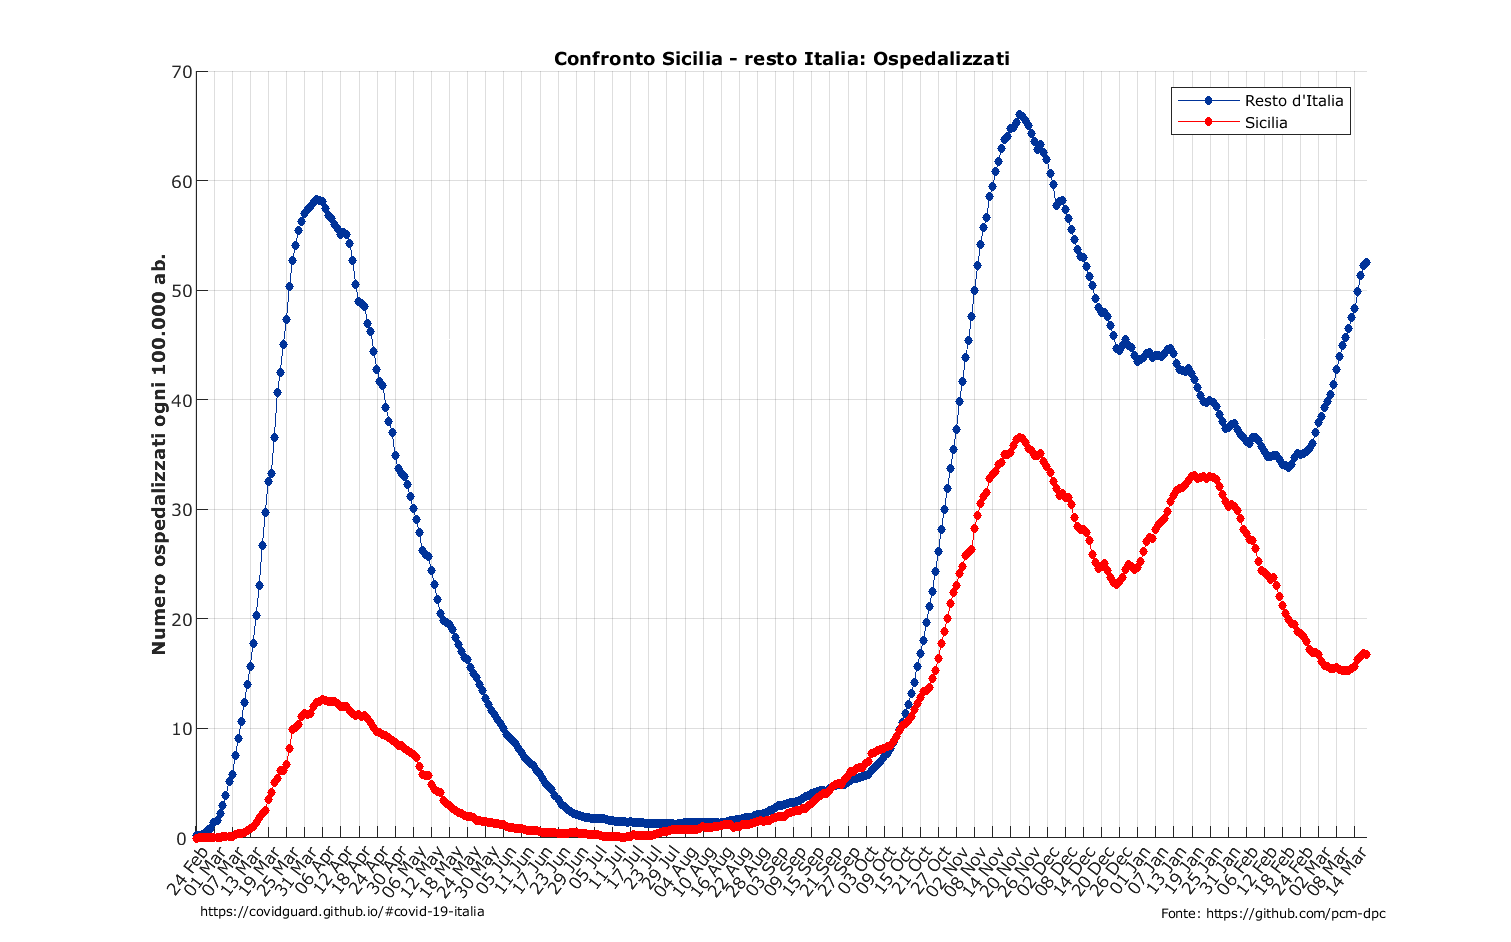 Confronto Sicilia - resto Italia: Ospedalizzati
Numero ospedalizzati ogni 100.000 ab.
70
60
50
40
30
20
10
0
Resto d'Italia
Sicilia
24 Feb
01 Mar
07 Mar
13 Mar
19 Mar
25 Mar
31 Mar
06 Apr
12 Apr
18 Apr
24 Apr
30 Apr
06 May
12 May
18 May
24 May
30 May
05 Jun
11 Jun
17 Jun
23 Jun
29 Jun
05 Jul
11 Jul
17 Jul
23 Jul
29 Jul
04 Aug
10 Aug
16 Aug
22 Aug
28 Aug
03 Sep
09 Sep
15 Sep
21 Sep
27 Sep
03 Oct
09 Oct
15 Oct
21 Oct
27 Oct
02 Nov
08 Nov
14 Nov
20 Nov
26 Nov
02 Dec
08 Dec
14 Dec
20 Dec
26 Dec
01 Jan
07 Jan
13 Jan
19 Jan
25 Jan
31 Jan
06 Feb
12 Feb
18 Feb
24 Feb
02 Mar
08 Mar
14 Mar
https://covidguard.github.io/#covid-19-italia
Fonte: https://github.com/pcm-dpc